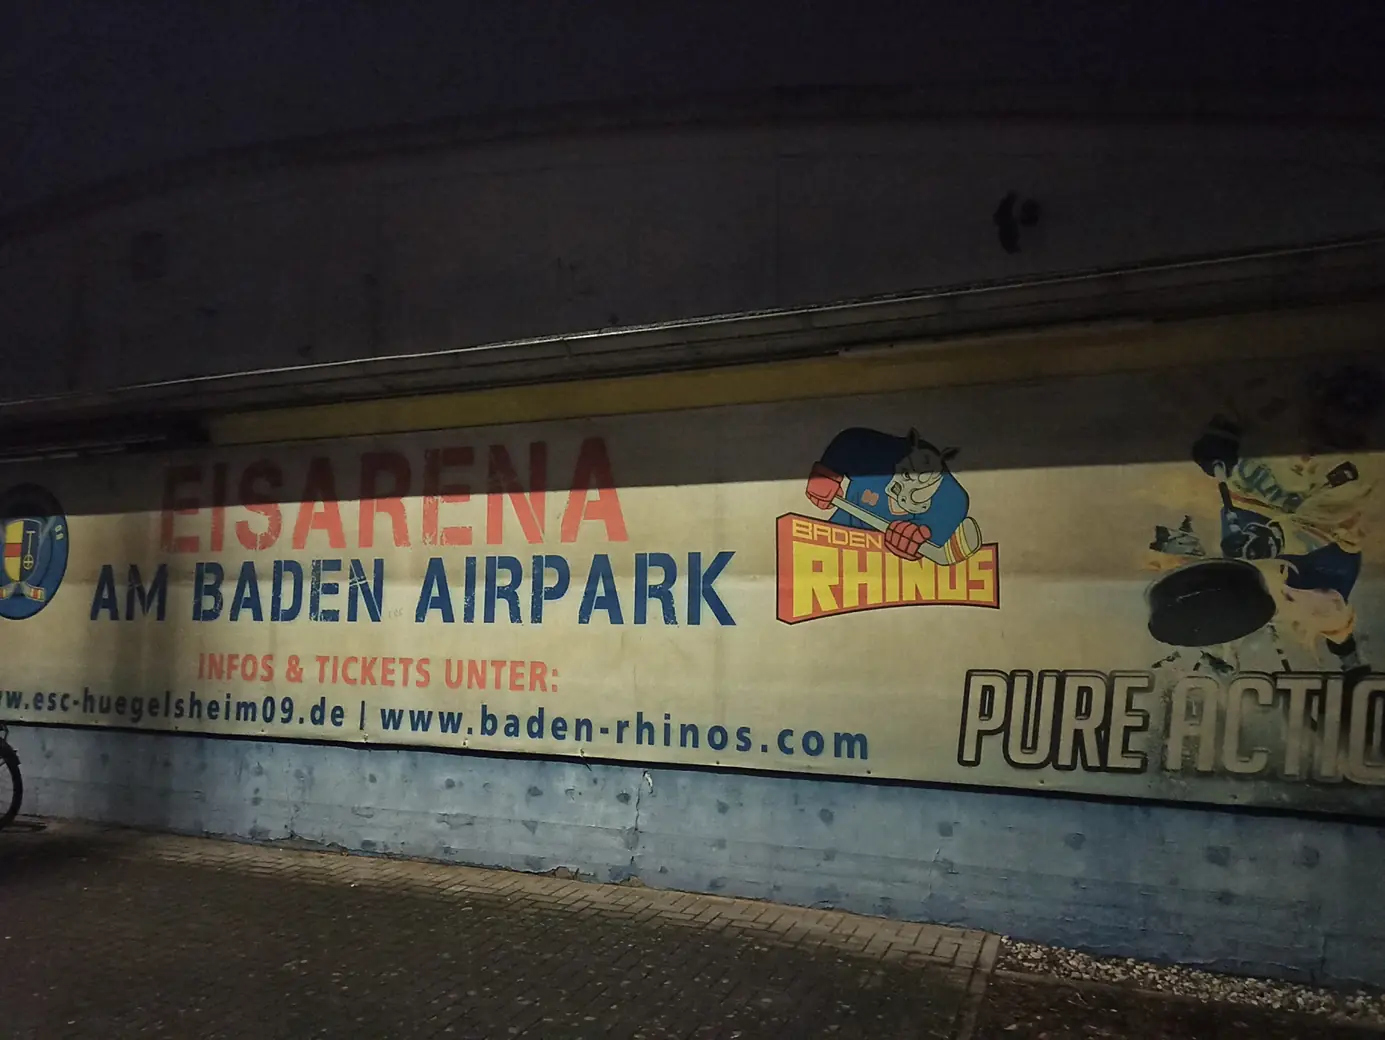 EISARENA
AM BADEN AIRPARK
INFOS & TICKETS UNTER:
w.esc-huegelsheim09.de | www.baden-rhinos.com
BADEN
RHINOS
PURE ACTIO